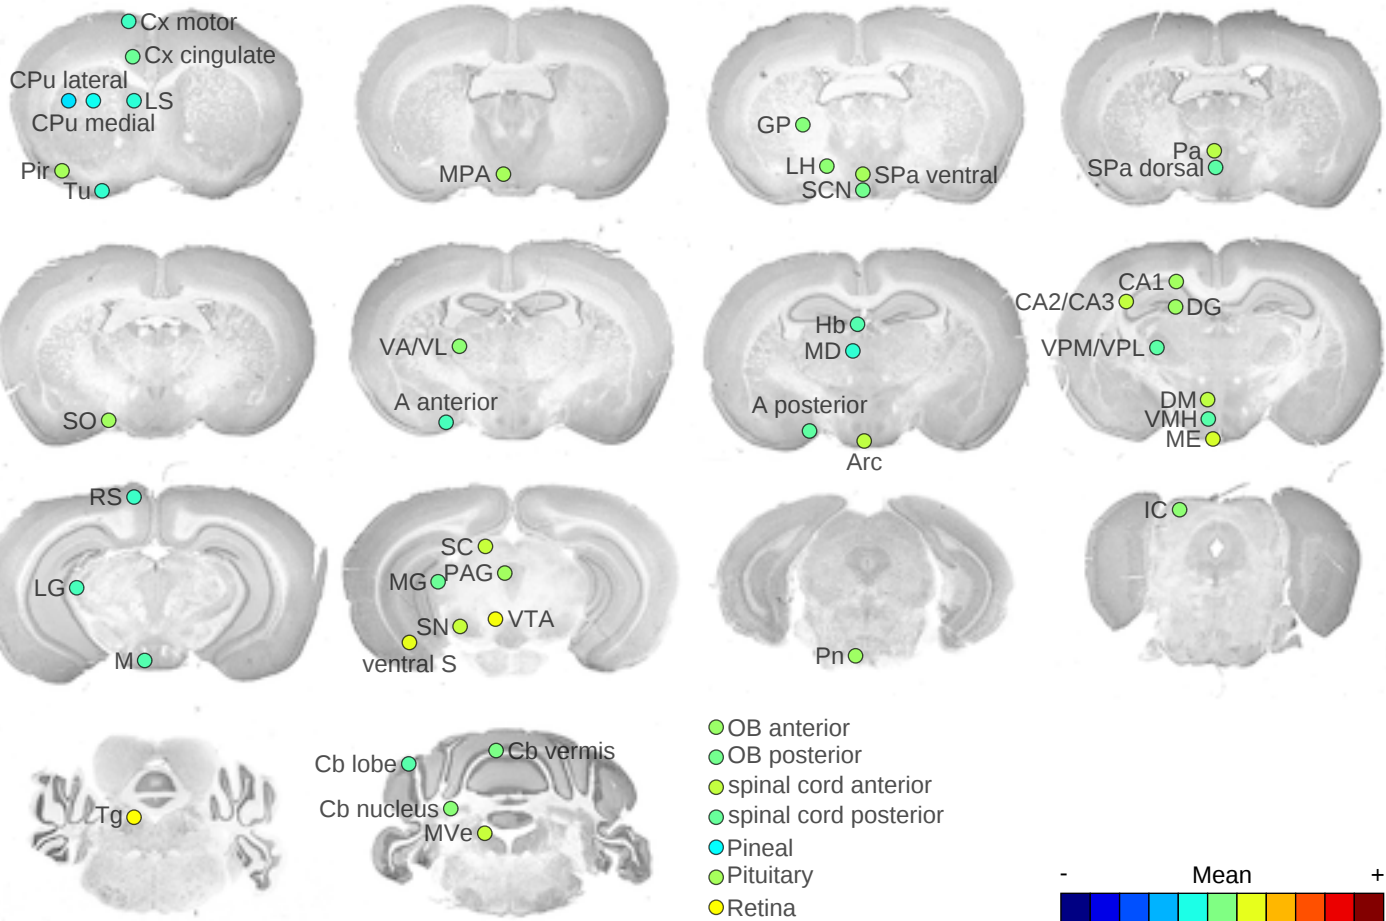 Cx motor
Cx cingulate
CPu lateral
LS
CPu medial
Pir
Tu
MPA
GP
LH
SPa ventral
SCN
Pa
SPa dorsal
SO
VA/VL
A anterior
Hb
MD
A posterior
Arc
CA1
CA2/CA3
DG
VPM/VPL
DM
VMH
ME
RS
LG
M
SC
PAG
MG
VTA
SN
ventral S
Pn
IC
Tg
Cb vermis
Cb lobe
Cb nucleus
MVe
OB anterior
OB posterior
spinal cord anterior
spinal cord posterior
Pineal
Pituitary
Retina
- Mean +